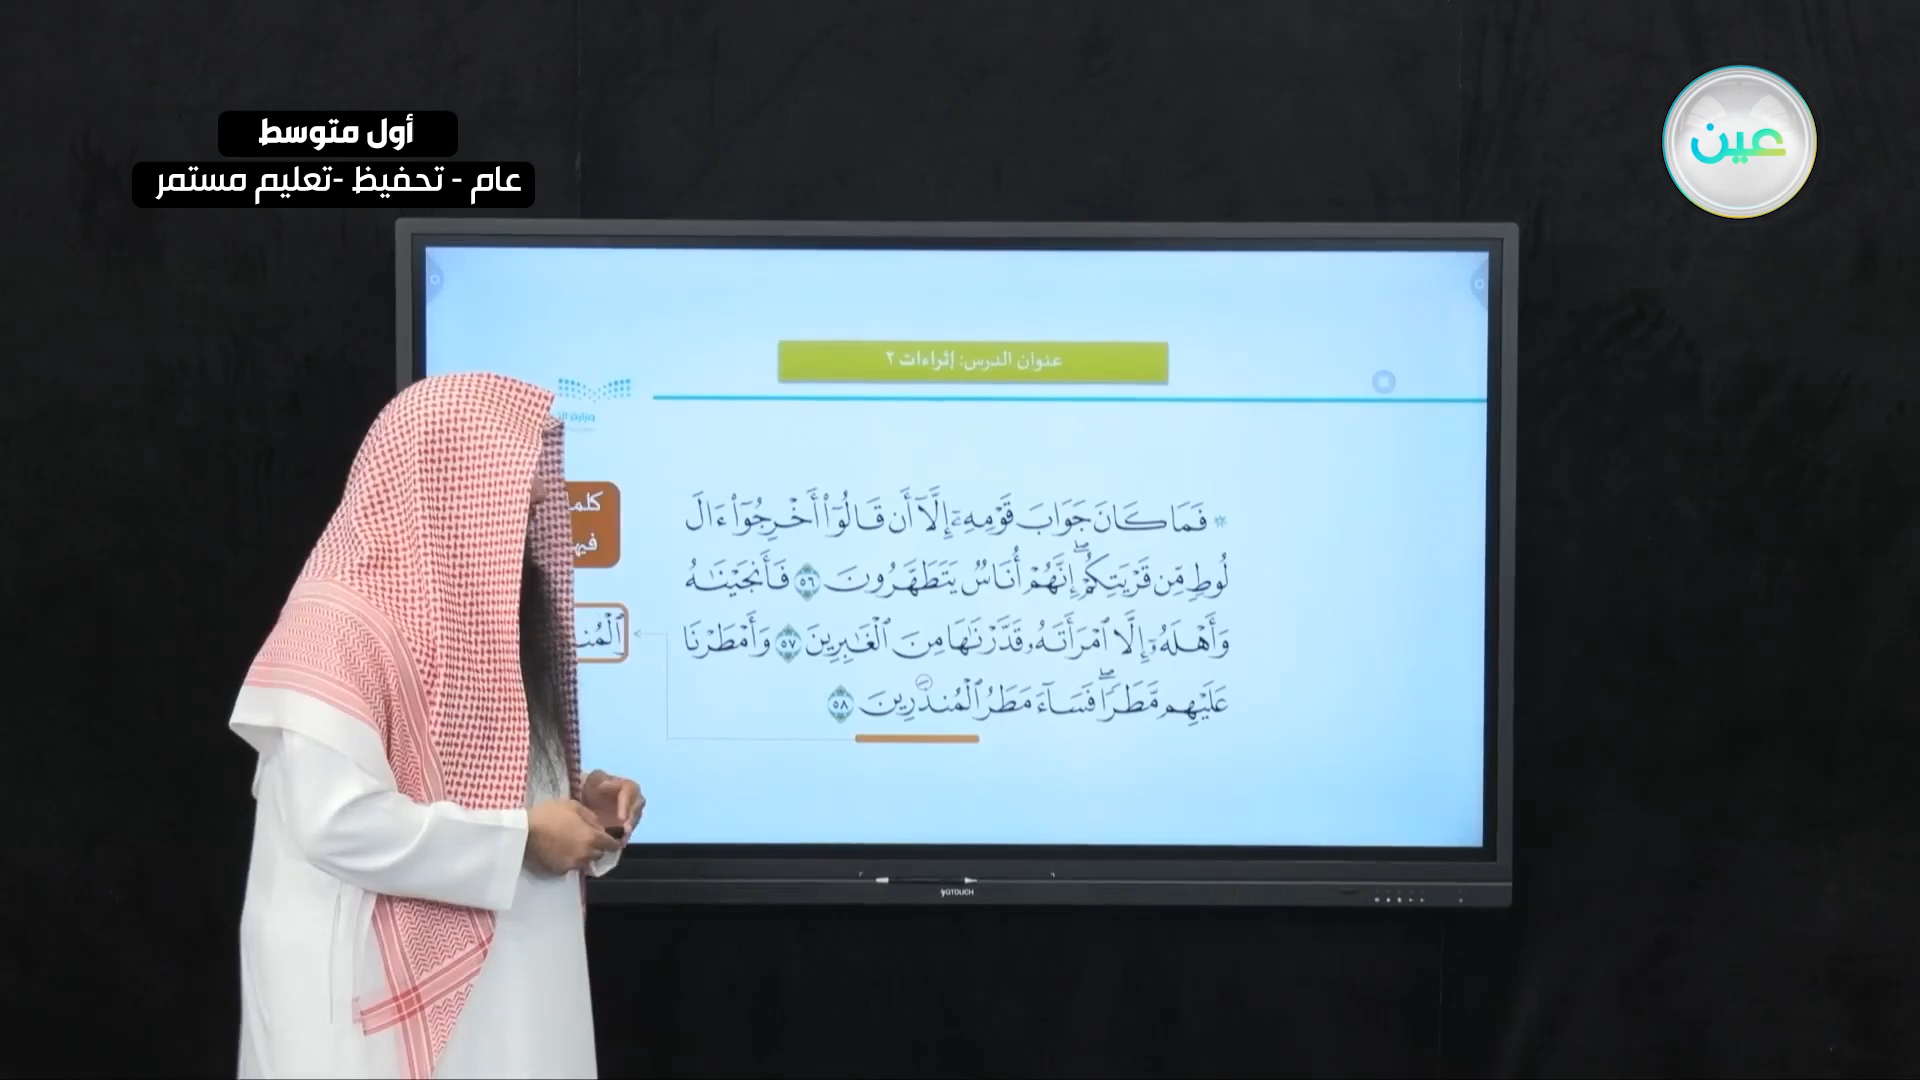 أول متوسط
عام - تحفيظ -تعليم مستمر
عين
عنوان الدرس: إثراءات ٢
۞ فَمَا كَانَ جَوَابَ قَوْمِهِۦٓ إِلَّآ أَن قَالُوٓا۟ أَخْرِجُوٓا۟ ءَالَ
لُوطٍ مِّن قَرْيَتِكُمْ ۖ إِنَّهُمْ أُنَاسٌ يَتَطَهَّرُونَ ٥٦ فَأَنجَيْنَـٰهُ
وَأَهْلَهُۥٓ إِلَّا ٱمْرَأَتَهُۥ قَدَّرْنَـٰهَا مِنَ ٱلْغَـٰبِرِينَ ٥٧ وَأَمْطَرْنَا
عَلَيْهِم مَّطَرًا ۖ فَسَآءَ مَطَرُ ٱلْمُنذَرِينَ ٥٨
YQTOUCH